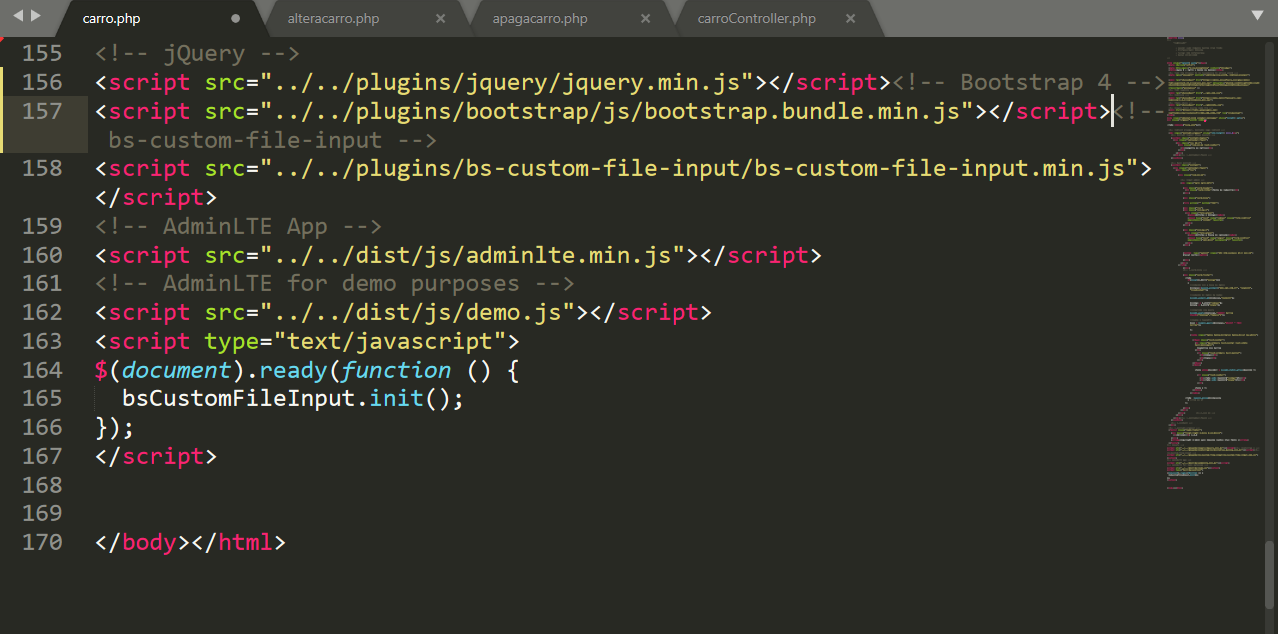 carro.php
alteracarro.php
apagacarro.php
carroController.php
155 <!-- jQuery -->
156 <script src="../../plugins/jquery/jquery.min.js"></script><!-- Bootstrap 4 -->
157 <script src="../../plugins/bootstrap/js/bootstrap.bundle.min.js"></script><!--
bs-custom-file-input -->
158 <script src="../../plugins/bs-custom-file-input/bs-custom-file-input.min.js">
</script>
159 <!-- AdminLTE App -->
160 <script src="../../dist/js/adminlte.min.js"></script>
161 <!-- AdminLTE for demo purposes -->
162 <script src="../../dist/js/demo.js"></script>
163 <script type="text/javascript">
164 $(document).ready(function () {
165   bsCustomFileInput.init();
166 });
167 </script>
168
169
170 </body></html>